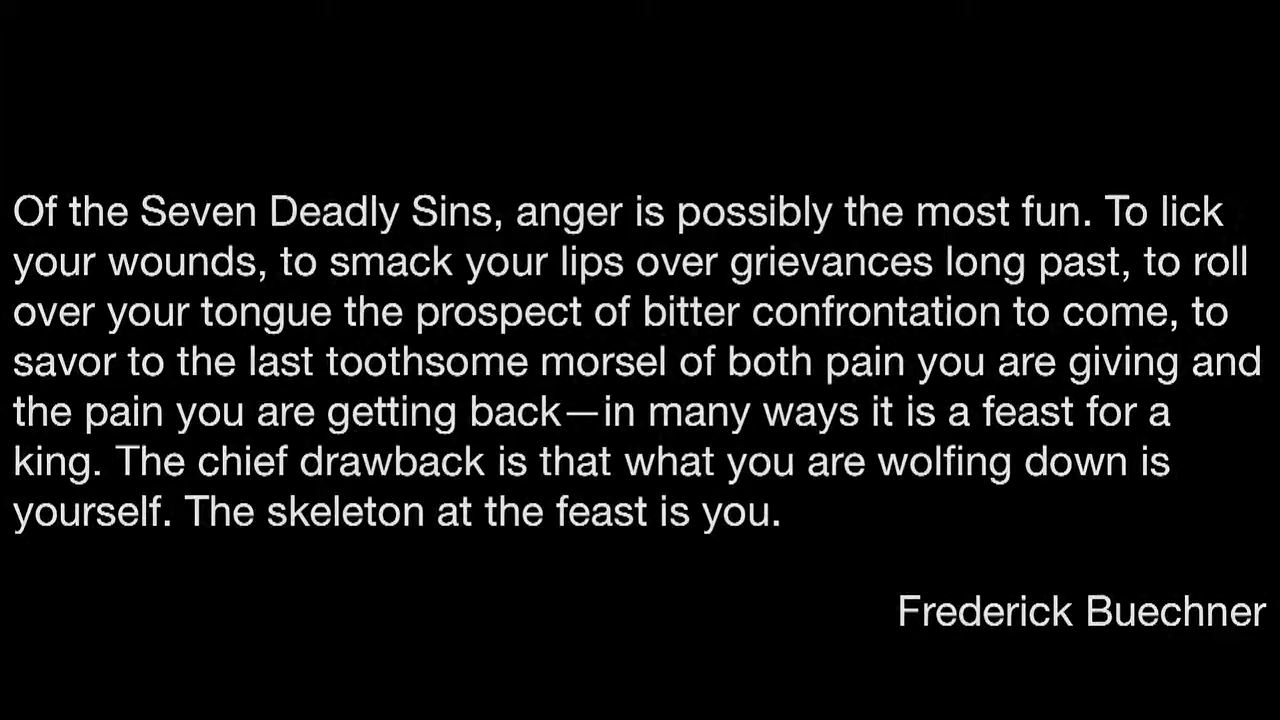 Of the Seven Deadly Sins, anger is possibly the most fun. To lick
your wounds, to smack your lips over grievances long past, to roll
over your tongue the prospect of bitter confrontation to come, to
savor to the last toothsome morsel of both pain you are giving and
the pain you are getting back—in many ways it is a feast for a
king. The chief drawback is that what you are wolfing down is
yourself. The skeleton at the feast is you.
Frederick Buechner